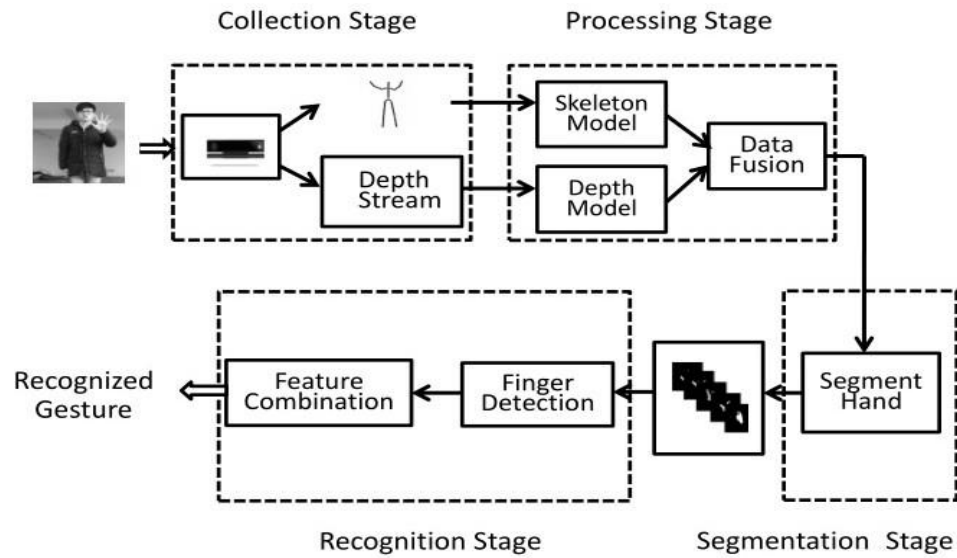 Collection Stage
Processing Stage
Skeleton
Model
Data
Fusion
Depth
Stream
Depth
Model
Recognized
Gesture
Feature
Combination
Finger
Detection
Segment
Hand
Recognition Stage
Segmentation Stage